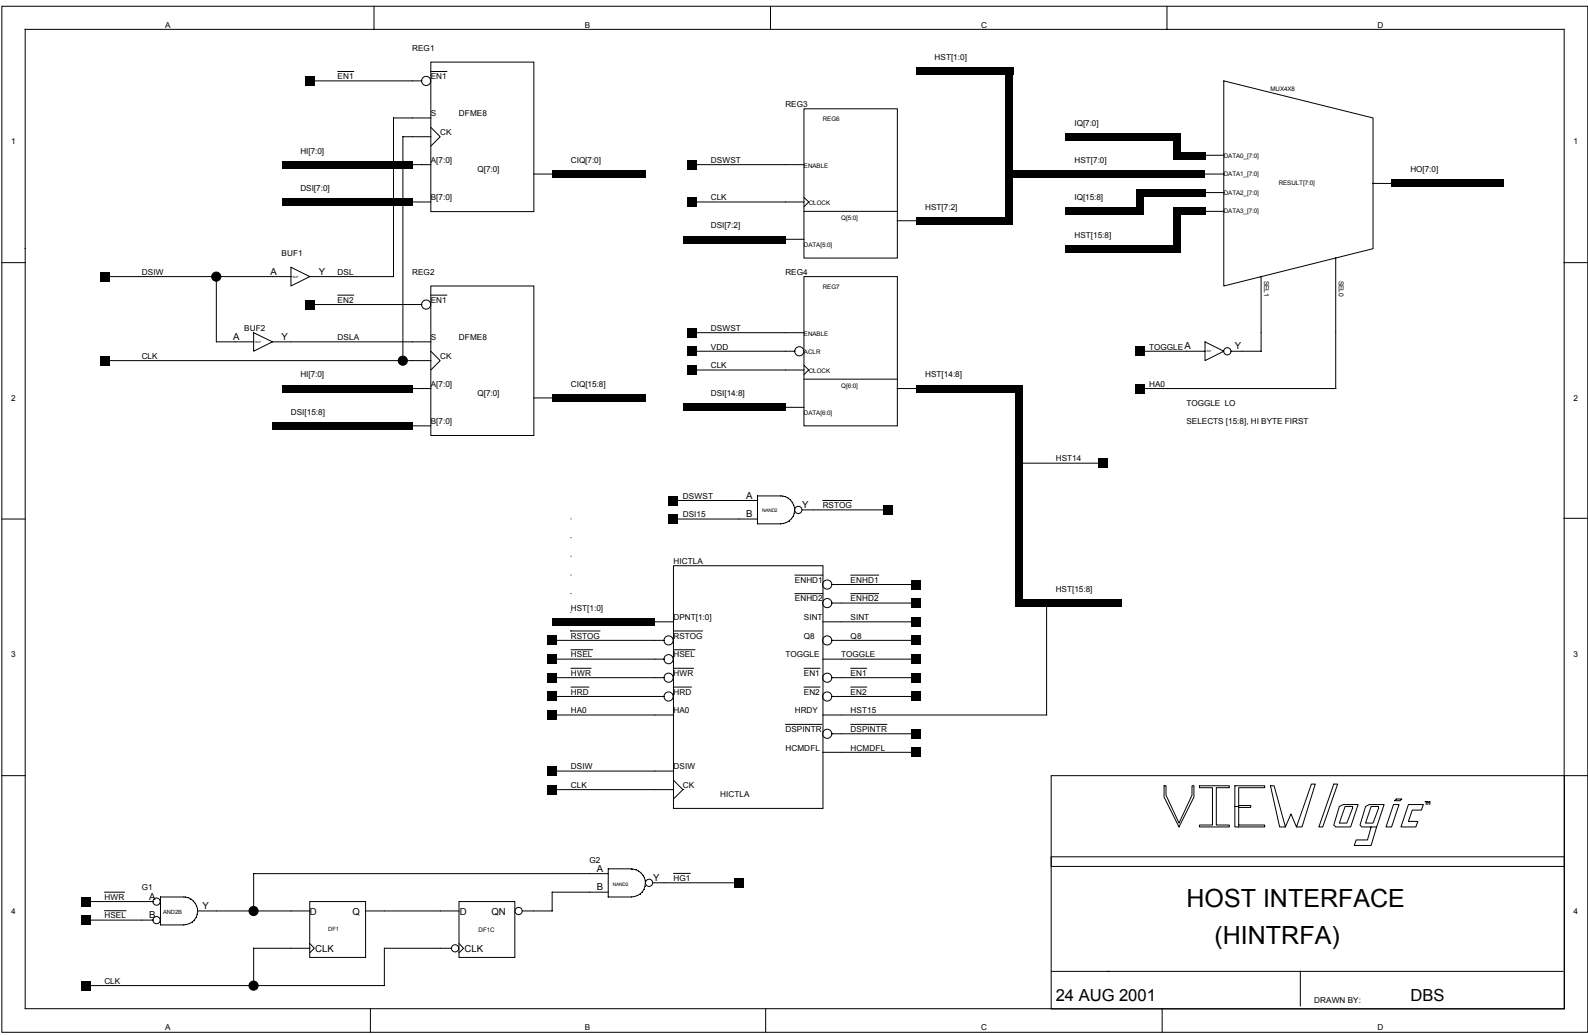 A B C D
1
2
3
4
REG1
EN1
EN1
S
DFME8
CK
HI[7:0]
A[7:0]
Q[7:0]
CIQ[7:0]
DSI[7:0]
B[7:0]
BUF1
DSIW
A
Y
DSL
REG2
EN2
EN1
BUF2
A
Y
DSLA
S
DFME8
CLK
CK
HI[7:0]
A[7:0]
Q[7:0]
CIQ[15:8]
DSI[15:8]
B[7:0]
REG3
REG6
DSWST
ENABLE
CLK
CLOCK
Q[5:0]
DSI[7:2]
DATA[5:0]
HST[1:0]
HST[7:2]
REG4
REG7
DSWST
ENABLE
VDD
ACLR
CLK
CLOCK
Q[6:0]
DSI[14:8]
DATA[6:0]
HST[14:8]
HST14
HST[15:8]
MUX4X8
IQ[7:0]
DATA0_[7:0]
HST[7:0]
DATA1_[7:0]
RESULT[7:0]
HO[7:0]
IQ[15:8]
DATA2_[7:0]
HST[15:8]
DATA3_[7:0]
SEL1
SEL0
TOGGLE
A
Y
HA0
TOGGLE LO
SELECTS [15:8], HI BYTE FIRST
DSWST
A
DSI15
B
NAND2
Y
RSTOG
HICTLA
HST[1:0]
DPNT[1:0]
RSTOG
RSTOG
HSEL
HSEL
HWR
HWR
HRD
HRD
HA0
HA0
DSIW
DSIW
CLK
CK
HICTLA
ENHD1
ENHD1
ENHD2
ENHD2
SINT
SINT
Q8
Q8
TOGGLE
TOGGLE
EN1
EN1
EN2
EN2
HRDY
HST15
DSPINTR
DSPINTR
HCMDFL
HCMDFL
G1
HWR
A
HSEL
B
AND2B
Y
D
Q
DF1
CLK
D
QN
DF1C
CLK
G2
A
B
NAND2
Y
HG1
CLK
VIEWlogic™
HOST INTERFACE
(HINTRFA)
24 AUG 2001
DRAWN BY:
DBS
1
2
3
4
A B C D